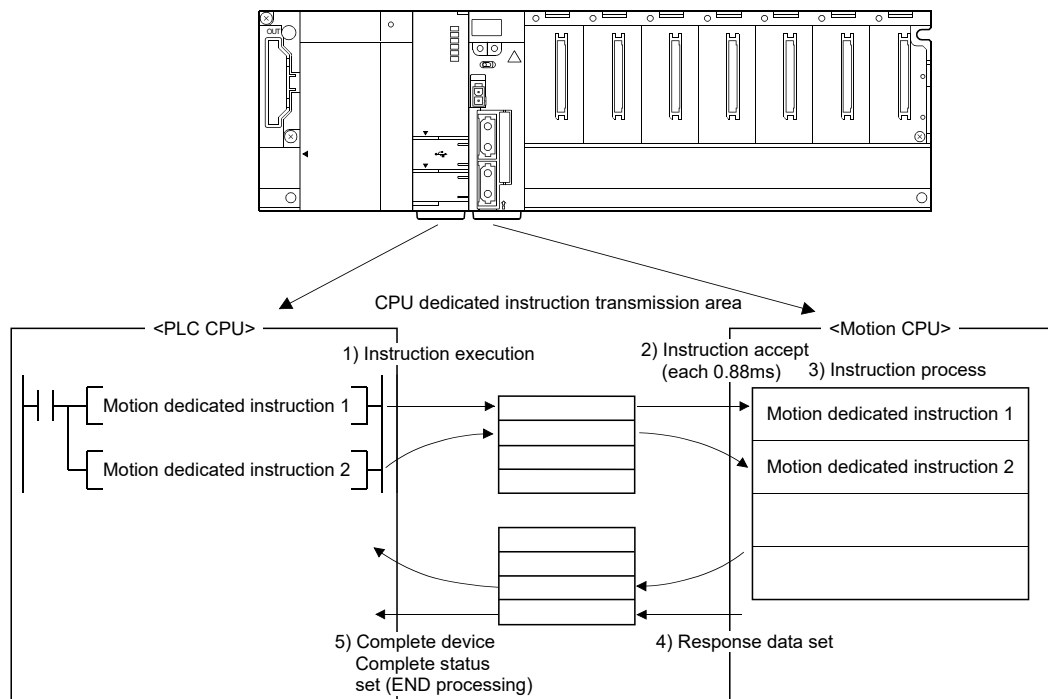 OUT
CPU dedicated instruction transmission area
<PLC CPU>
<Motion CPU>
1) Instruction execution
2) Instruction accept
(each 0.88ms)
3) Instruction process
Motion dedicated instruction 1
Motion dedicated instruction 2
Motion dedicated instruction 1
Motion dedicated instruction 2
5) Complete device
Complete status
set (END processing)
4) Response data set